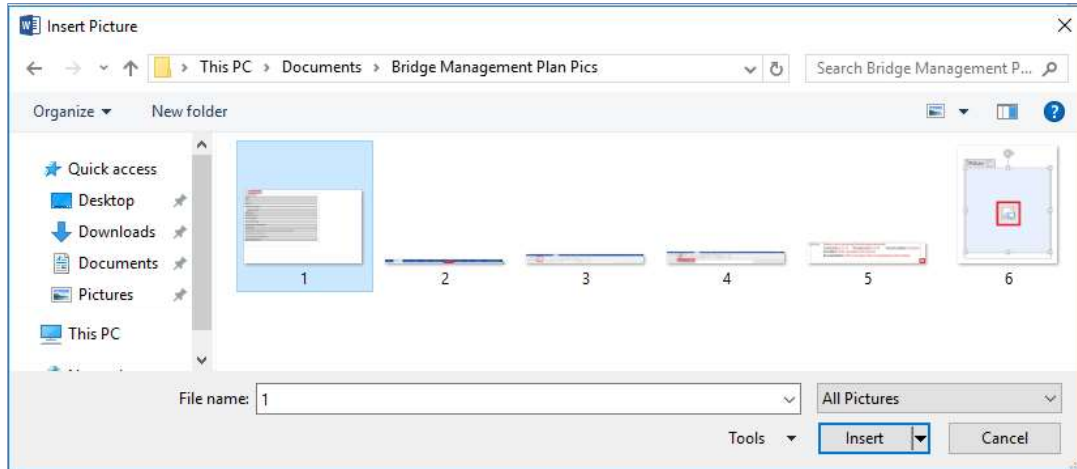 Insert Picture
This PC > Documents > Bridge Management Plan Pics
Search Bridge Management P...
Organize
New folder
Quick access
Desktop
Downloads
Documents
Pictures
This PC
1
2
3
4
5
6
File name: 1
All Pictures
Tools
Insert
Cancel